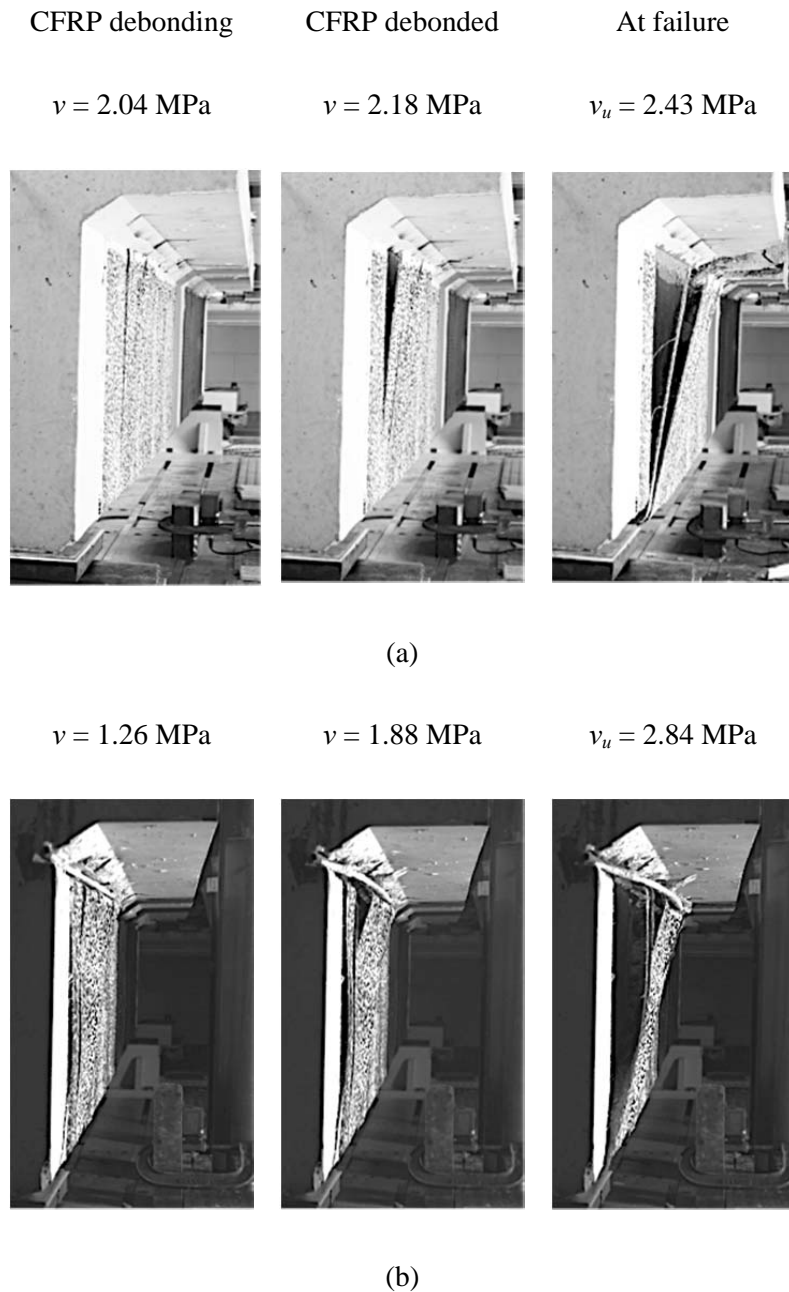 CFRP debonding CFRP debonded At failure
v = 2.04 MPa v = 2.18 MPa vu = 2.43 MPa
(a)
v = 1.26 MPa v = 1.88 MPa vu = 2.84 MPa
(b)